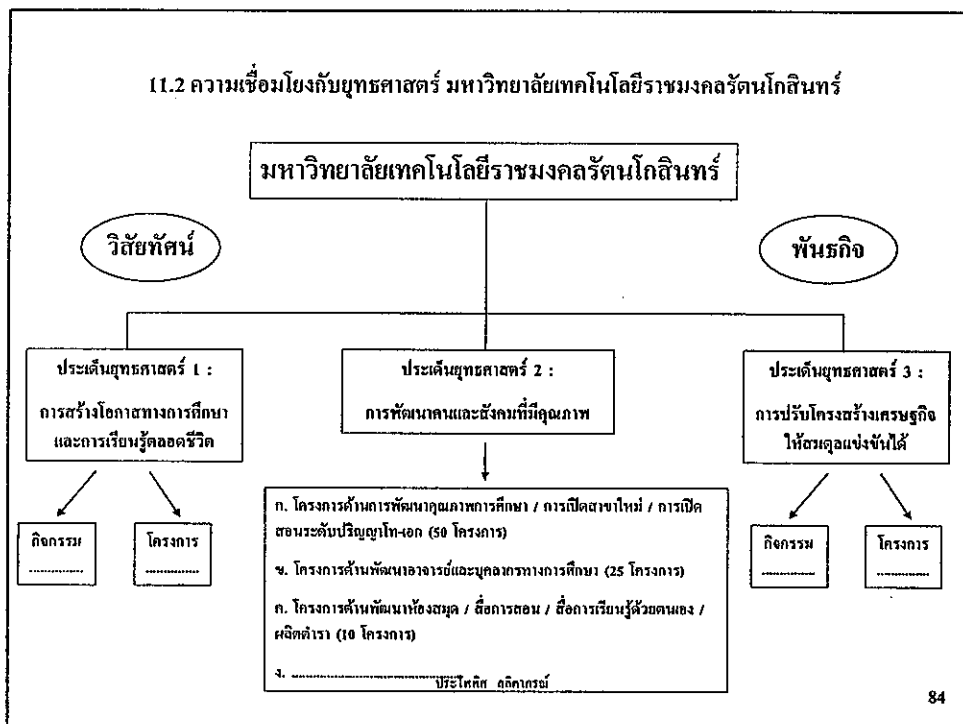 11.2 ความเชื่อมโยงกับยุทธศาสตร์ มหาวิทยาลัยเทคโนโลยีราชมงคลรัตนโกสินทร์
มหาวิทยาลัยเทคโนโลยีราชมงคลรัตนโกสินทร์
วิสัยทัศน์
พันธกิจ
ประเด็นยุทธศาสตร์ 1 :
การสร้างโอกาสทางการศึกษา
และการเรียนรู้ตลอดชีวิต
ประเด็นยุทธศาสตร์ 2 :
การพัฒนาคนและสังคมที่มีคุณภาพ
ประเด็นยุทธศาสตร์ 3 :
การปรับโครงสร้างเศรษฐกิจ
ให้สมดุลแข่งขันได้
กิจกรรม
................
โครงการ
................
ก. โครงการด้านการพัฒนาคุณภาพการศึกษา / การเปิดสาขาใหม่ / การเปิด
สอนระดับปริญญาโท-เอก (50 โครงการ)
ข. โครงการด้านพัฒนาอาจารย์และบุคลากรทางการศึกษา (25 โครงการ)
ค. โครงการด้านพัฒนาห้องสมุด / สื่อการสอน / สื่อการเรียนรู้ด้วยตนเอง /
ผลิตตำรา (10 โครงการ)
ง. ................................
กิจกรรม
................
โครงการ
................
84